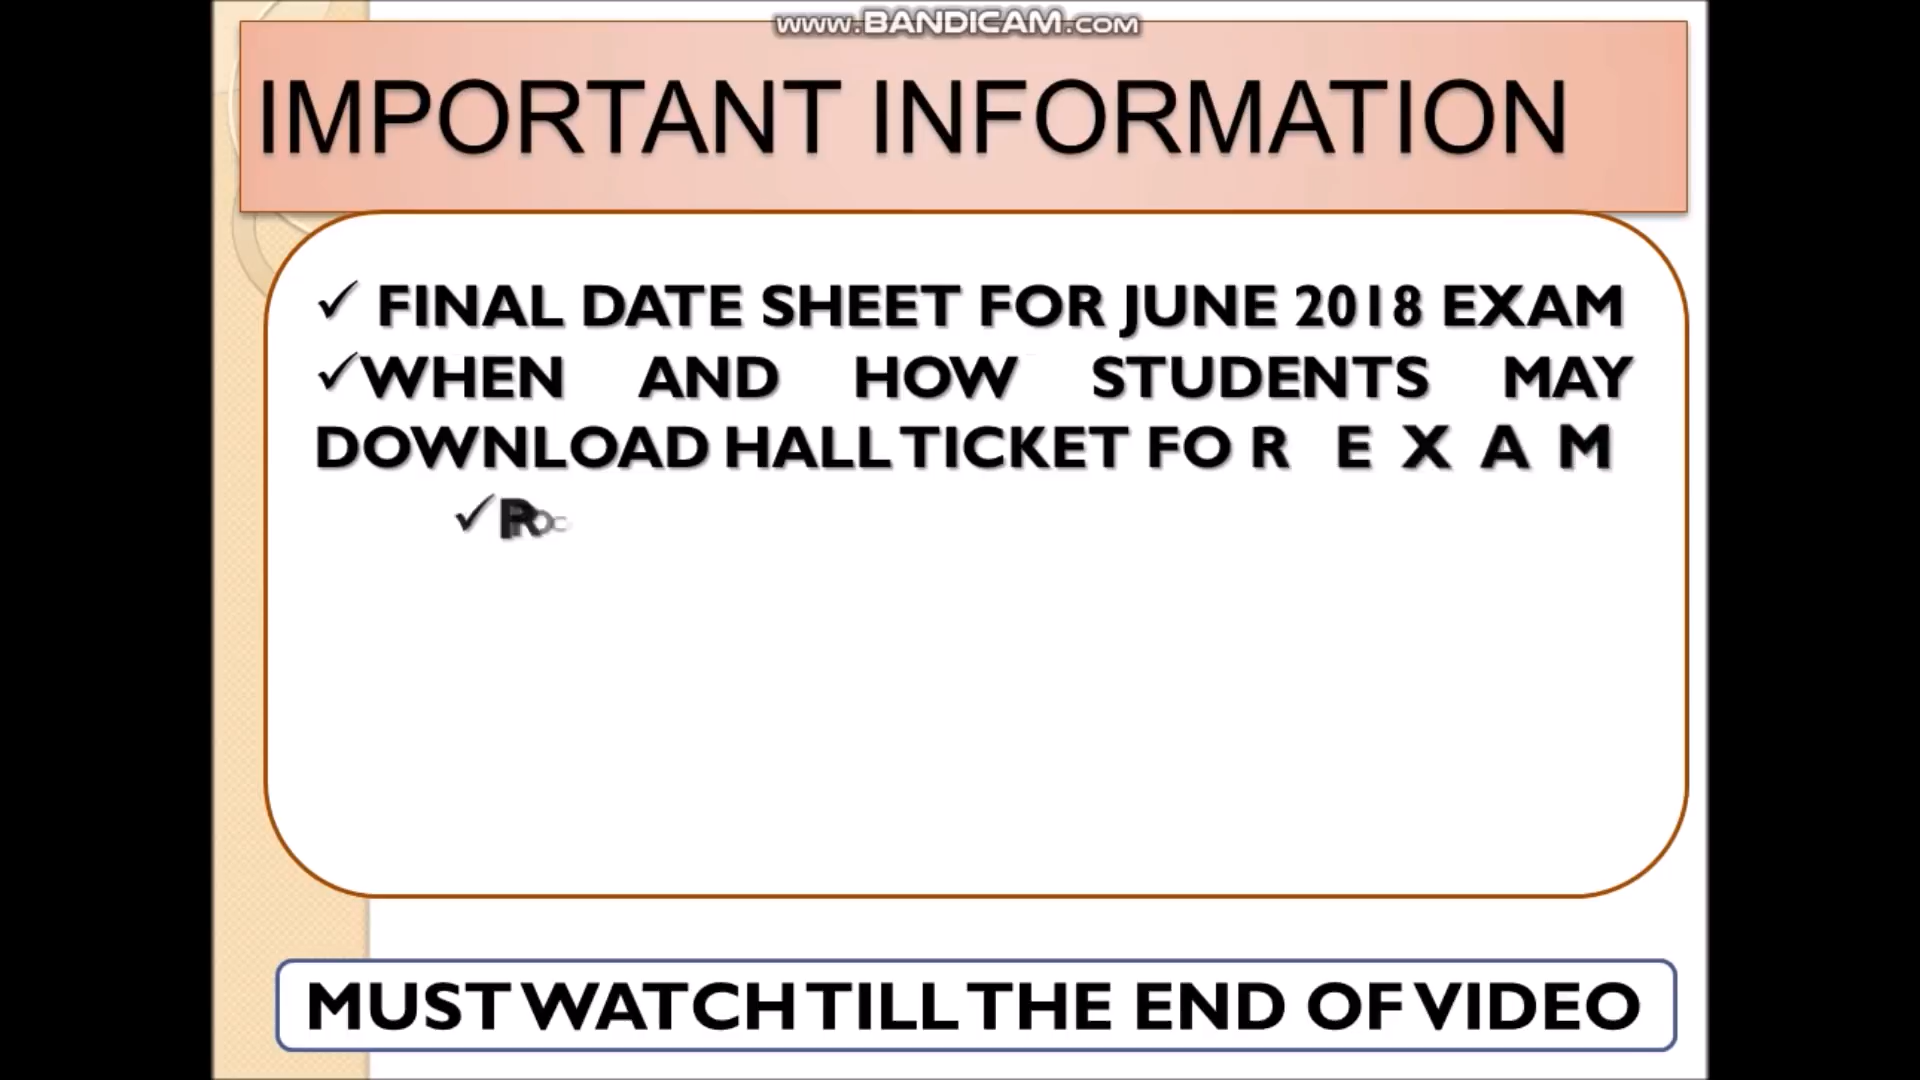 www.BANDICAM.com
IMPORTANT INFORMATION
✓ FINAL DATE SHEET FOR JUNE 2018 EXAM
✓WHEN AND HOW STUDENTS MAY
DOWNLOAD HALL TICKET FOR EXAM
MUST WATCH TILL THE END OF VIDEO